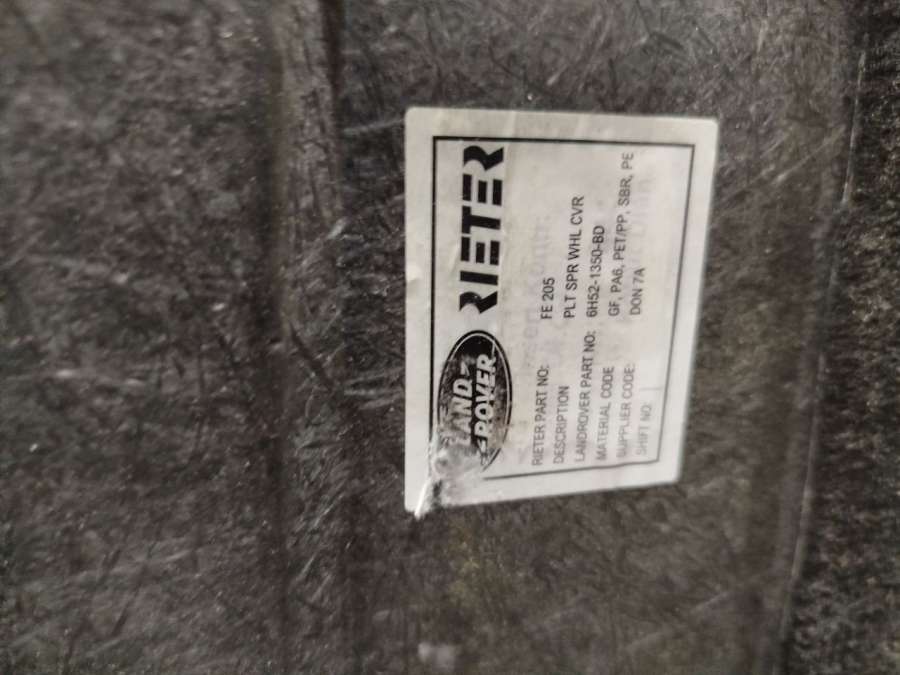 LAND-
ROVER
RIETER
RIETER PART NO: FE 205
DESCRIPTION PLT SPR WHL CVR
LANDROVER PART NO: 6H52-1350-BD
MATERIAL CODE GF, PA6, PET/PP, SBR, PE
SUPPLIER CODE: DON 7A
SHIFT NO: